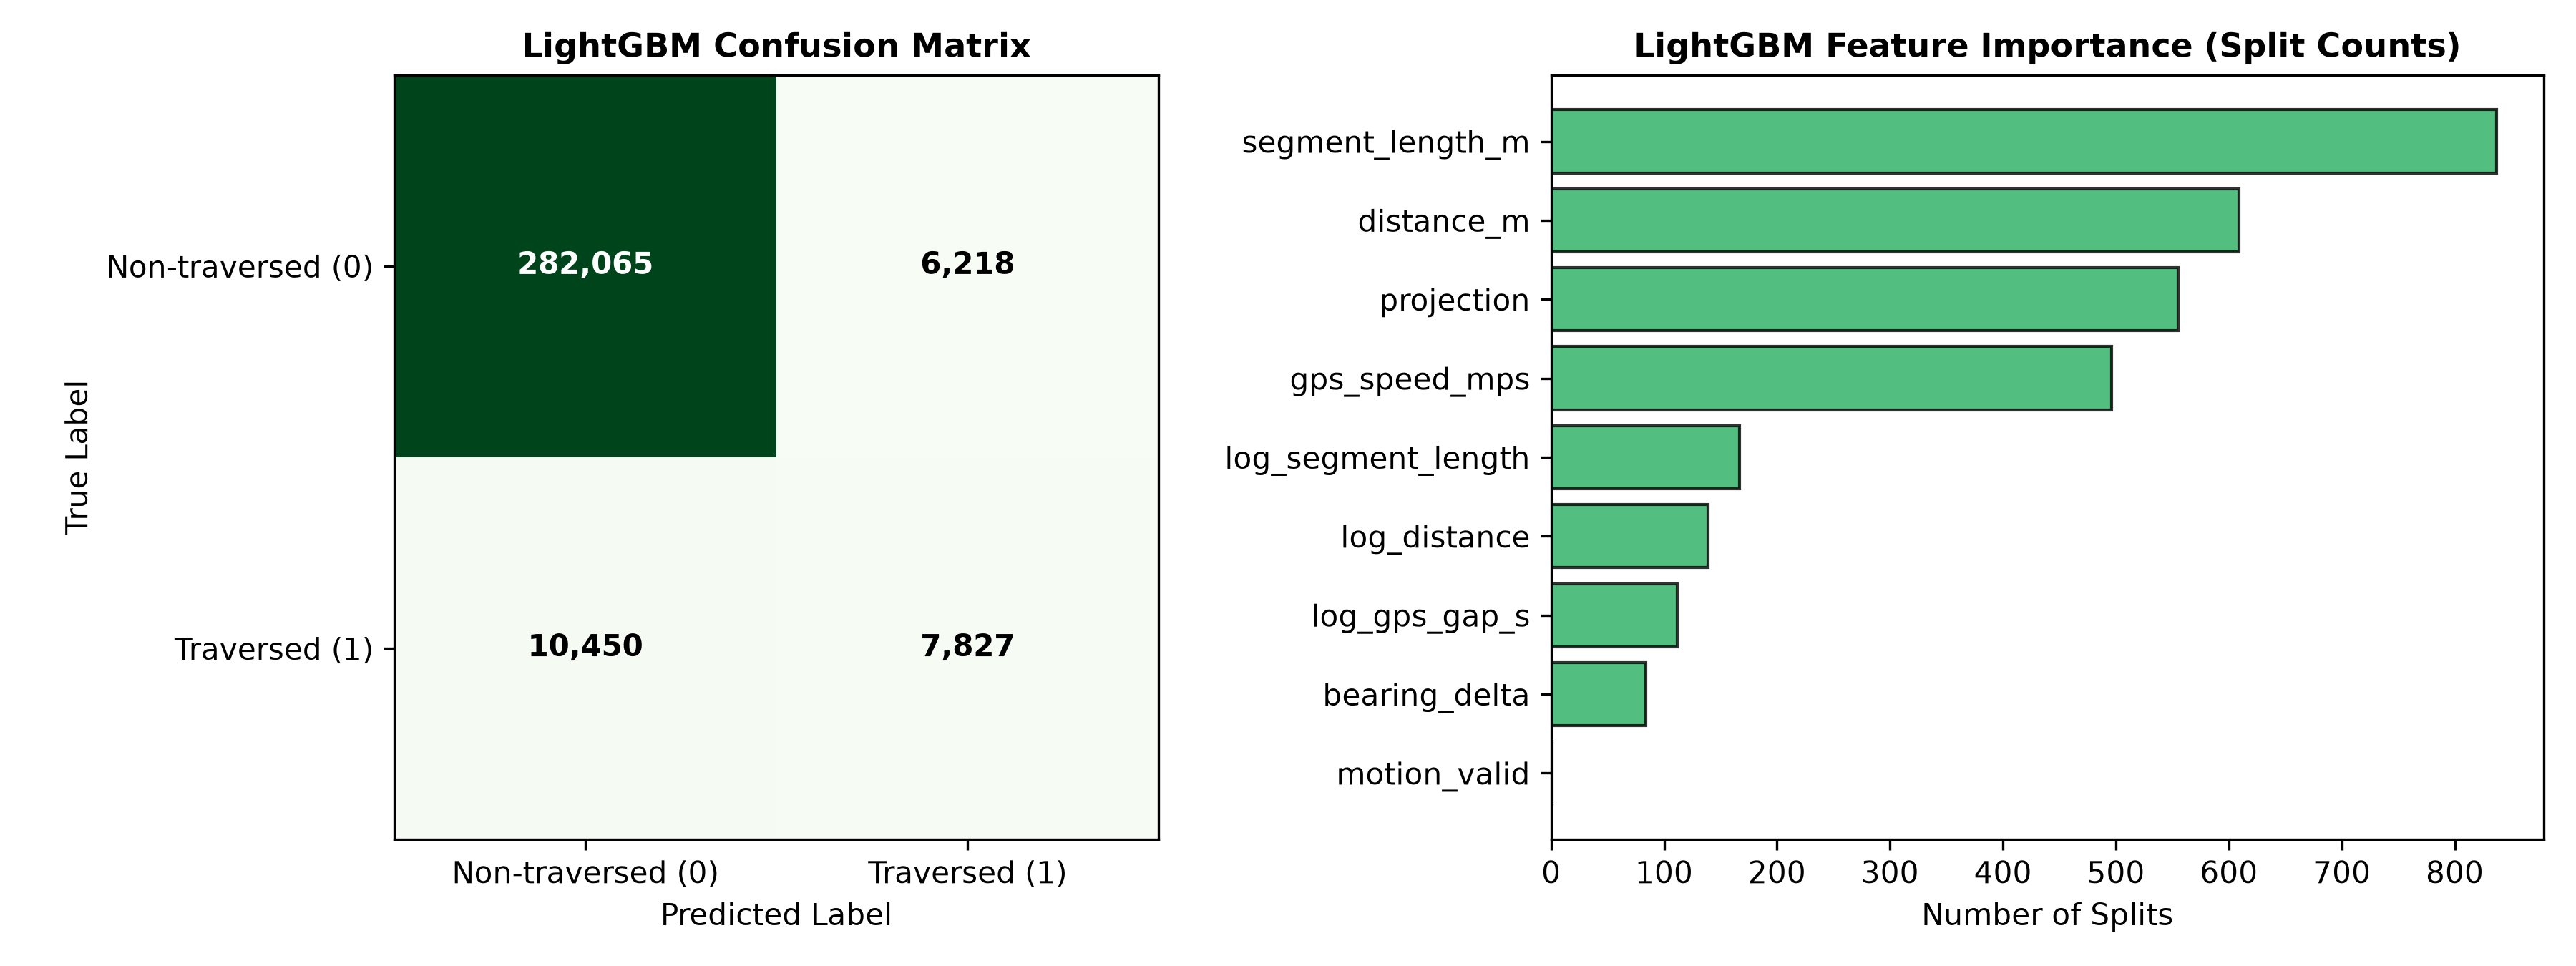 LightGBM Confusion Matrix
True Label
Non-traversed (0)
282,065
6,218
Traversed (1)
10,450
7,827
Non-traversed (0)
Traversed (1)
Predicted Label
LightGBM Feature Importance (Split Counts)
segment_length_m
distance_m
projection
gps_speed_mps
log_segment_length
log_distance
log_gps_gap_s
bearing_delta
motion_valid
0 100 200 300 400 500 600 700 800
Number of Splits